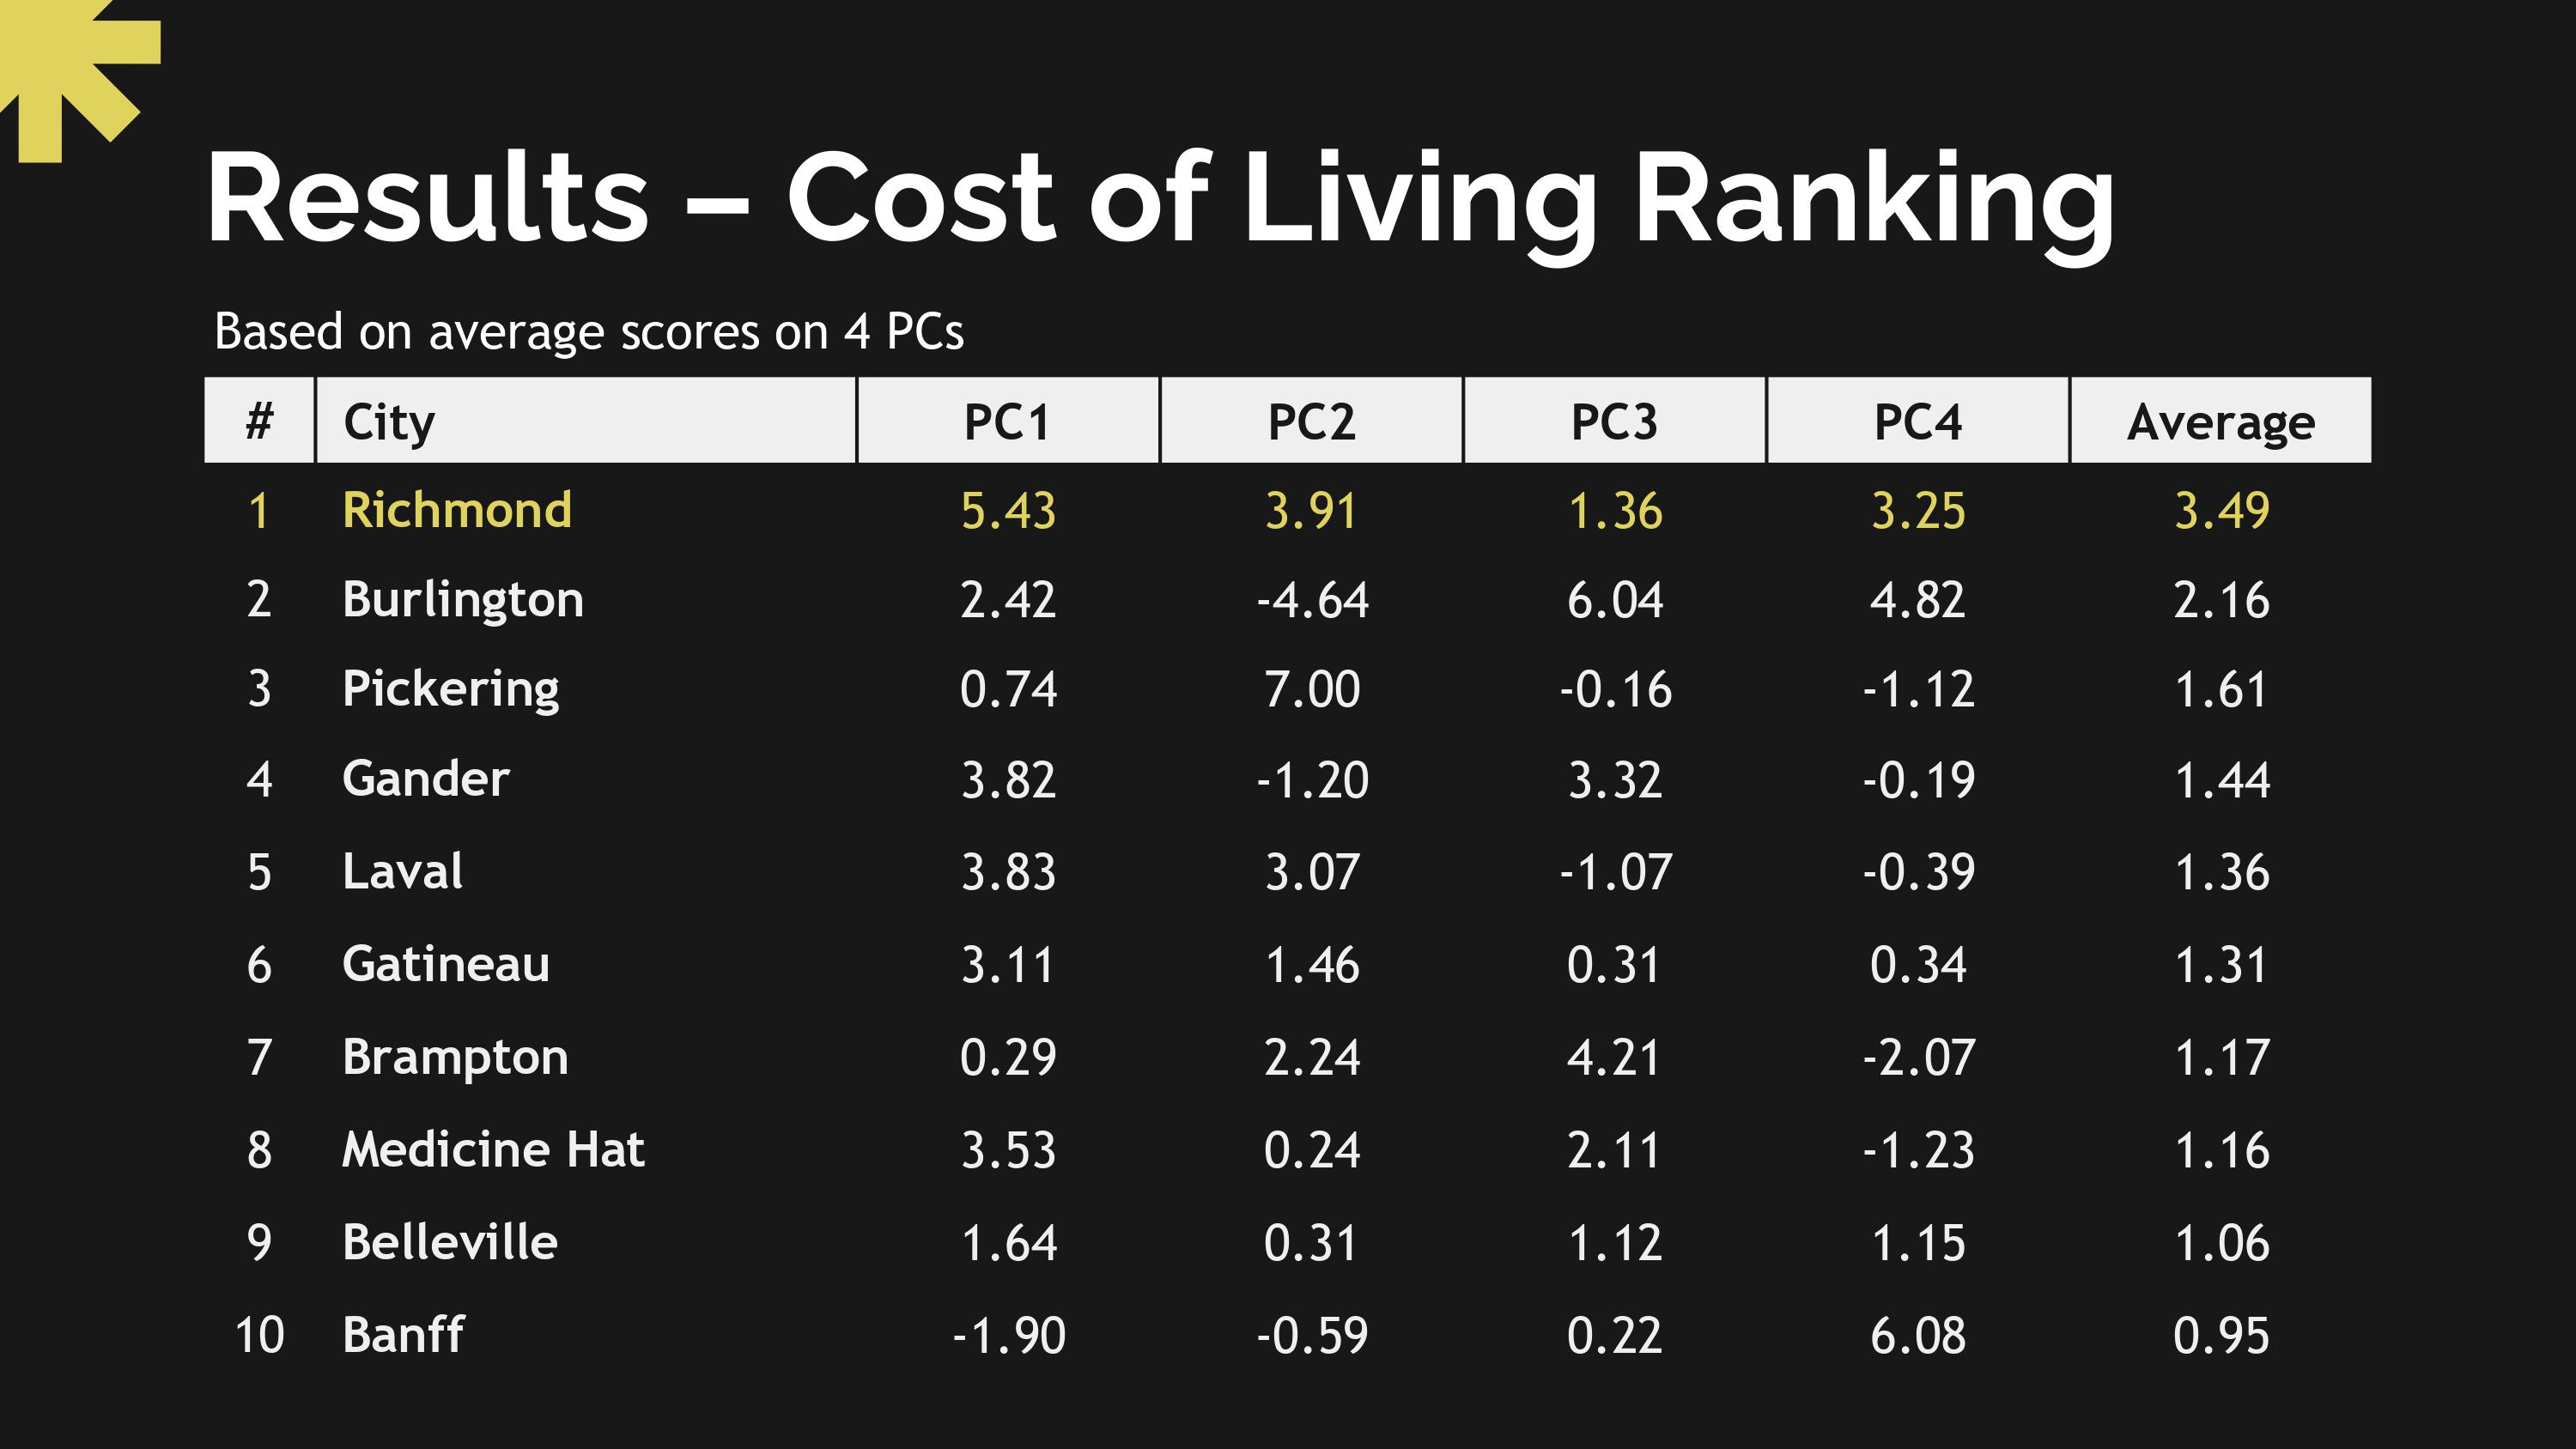 Results – Cost of Living Ranking
Based on average scores on 4 PCs
# City PC1 PC2 PC3 PC4 Average
1 Richmond 5.43 3.91 1.36 3.25 3.49
2 Burlington 2.42 -4.64 6.04 4.82 2.16
3 Pickering 0.74 7.00 -0.16 -1.12 1.61
4 Gander 3.82 -1.20 3.32 -0.19 1.44
5 Laval 3.83 3.07 -1.07 -0.39 1.36
6 Gatineau 3.11 1.46 0.31 0.34 1.31
7 Brampton 0.29 2.24 4.21 -2.07 1.17
8 Medicine Hat 3.53 0.24 2.11 -1.23 1.16
9 Belleville 1.64 0.31 1.12 1.15 1.06
10 Banff -1.90 -0.59 0.22 6.08 0.95